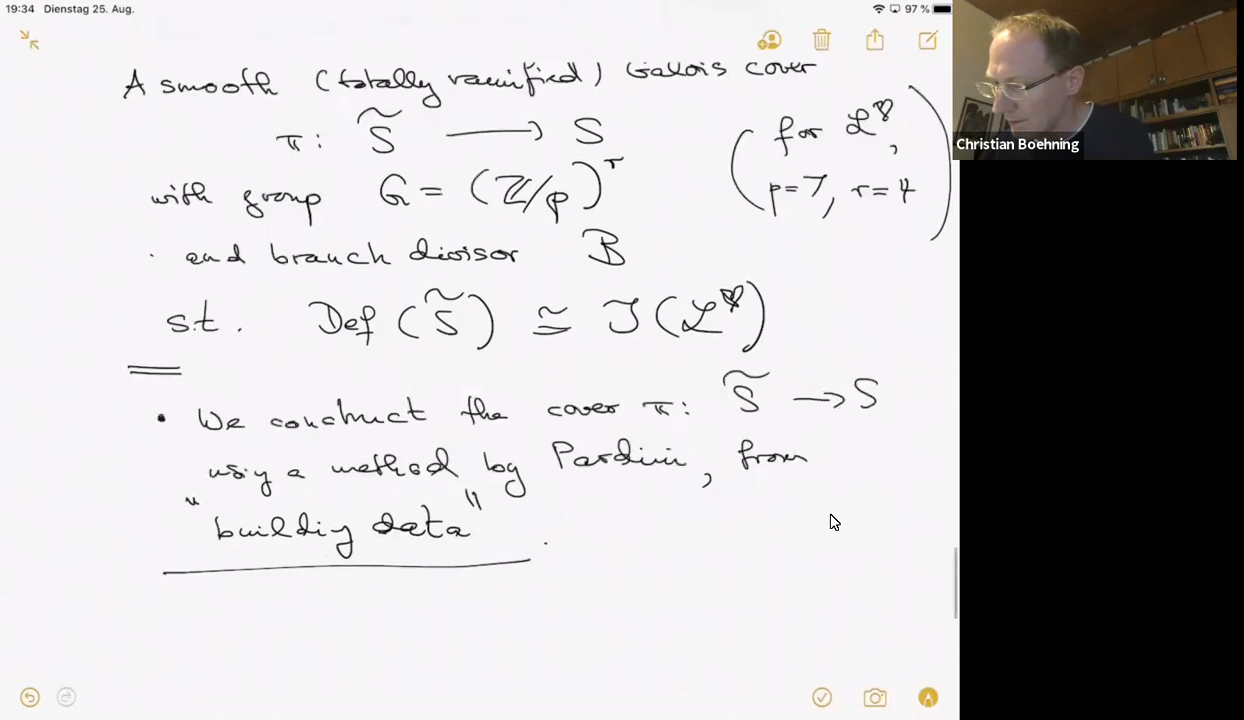 19:34 Dienstag 25. Aug.
97 %
A smooth (totally ramified) Galois cover
π : S̃ ⟶ S
(for 𝓛♡,
p=7, r=4)
with group G = (ℤ/p)^r
and branch divisor B
s.t. Def(S̃) ≃ 𝓘(𝓛♡)
• We construct the cover π: S̃ → S
using a method by Pardini, from
"building data".
Christian Boehning